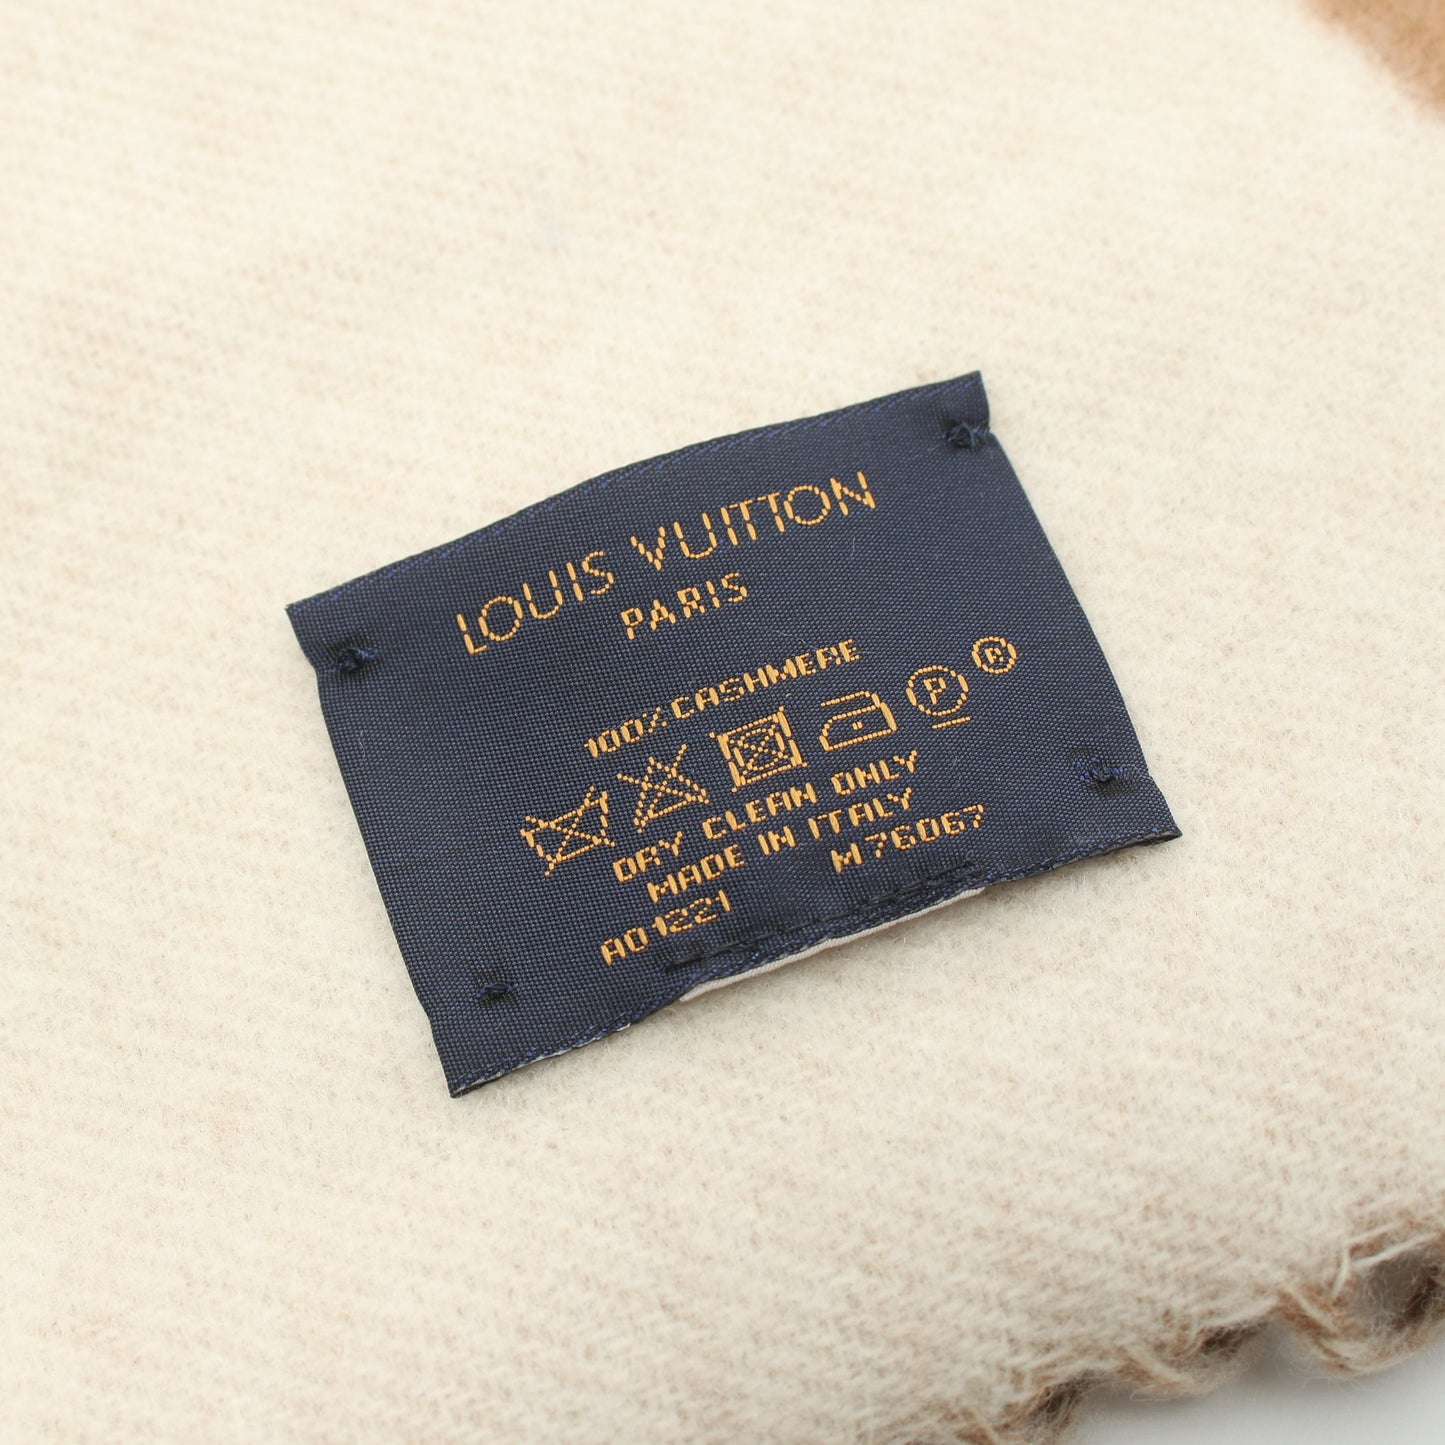 LOUIS VUITTON
PARIS
100% CASHMERE
P R
DRY CLEAN ONLY
MADE IN ITALY
AO1221 M76067